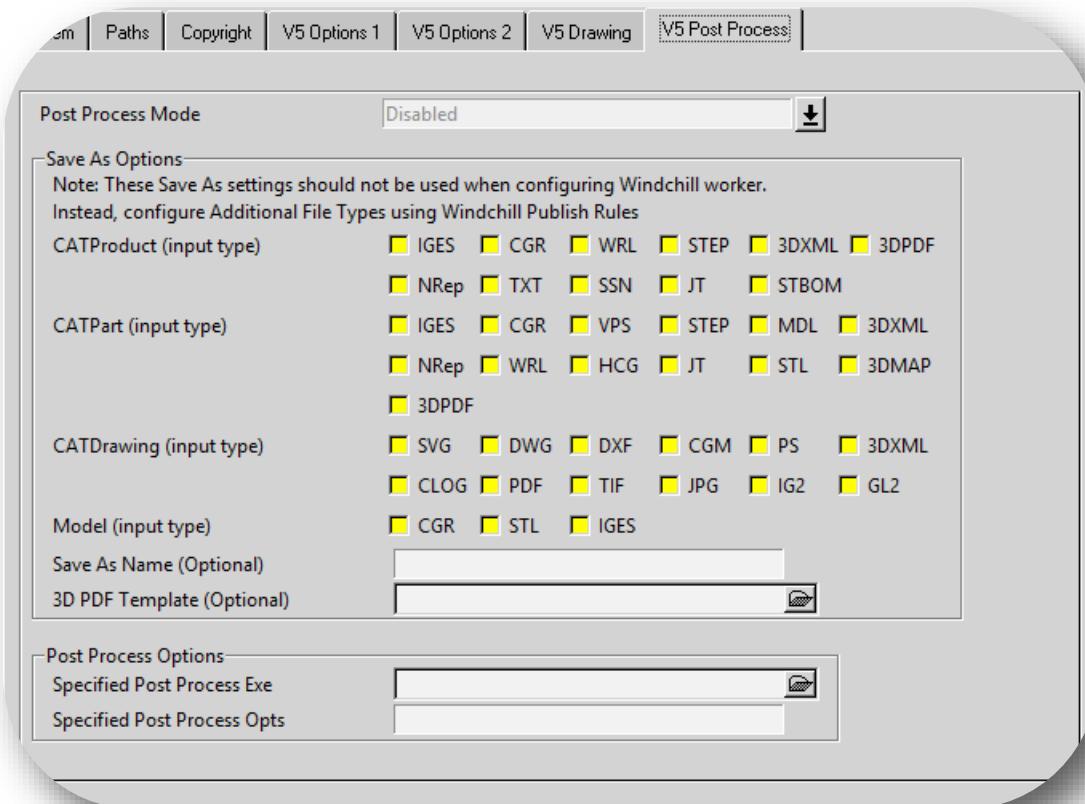 Paths Copyright V5 Options 1 V5 Options 2 V5 Drawing V5 Post Process
Post Process Mode Disabled
Save As Options
Note: These Save As settings should not be used when configuring Windchill worker.
Instead, configure Additional File Types using Windchill Publish Rules
CATProduct (input type) IGES CGR WRL STEP 3DXML 3DPDF
NRep TXT SSN JT STBOM
CATPart (input type) IGES CGR VPS STEP MDL 3DXML
NRep WRL HCG JT STL 3DMAP
3DPDF
CATDrawing (input type) SVG DWG DXF CGM PS 3DXML
CLOG PDF TIF JPG IG2 GL2
Model (input type) CGR STL IGES
Save As Name (Optional)
3D PDF Template (Optional)
Post Process Options
Specified Post Process Exe
Specified Post Process Opts